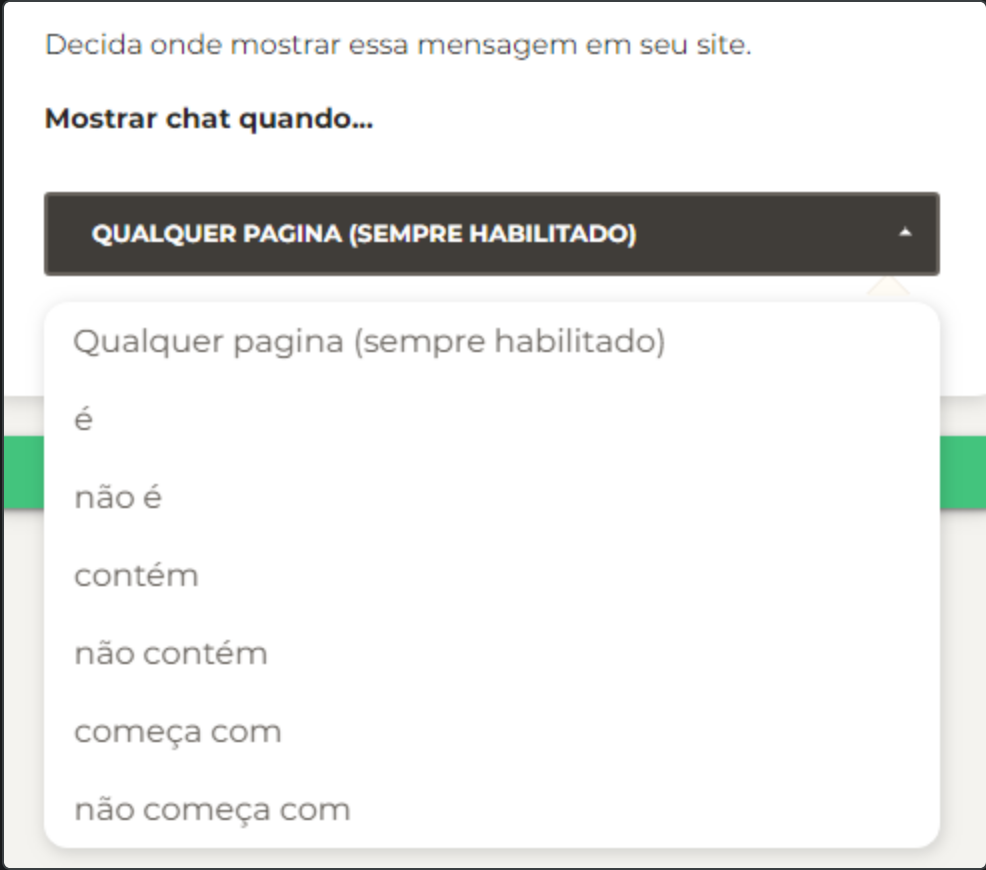 Decida onde mostrar essa mensagem em seu site.
Mostrar chat quando...
QUALQUER PAGINA (SEMPRE HABILITADO)
Qualquer pagina (sempre habilitado)
é
não é
contém
não contém
começa com
não começa com